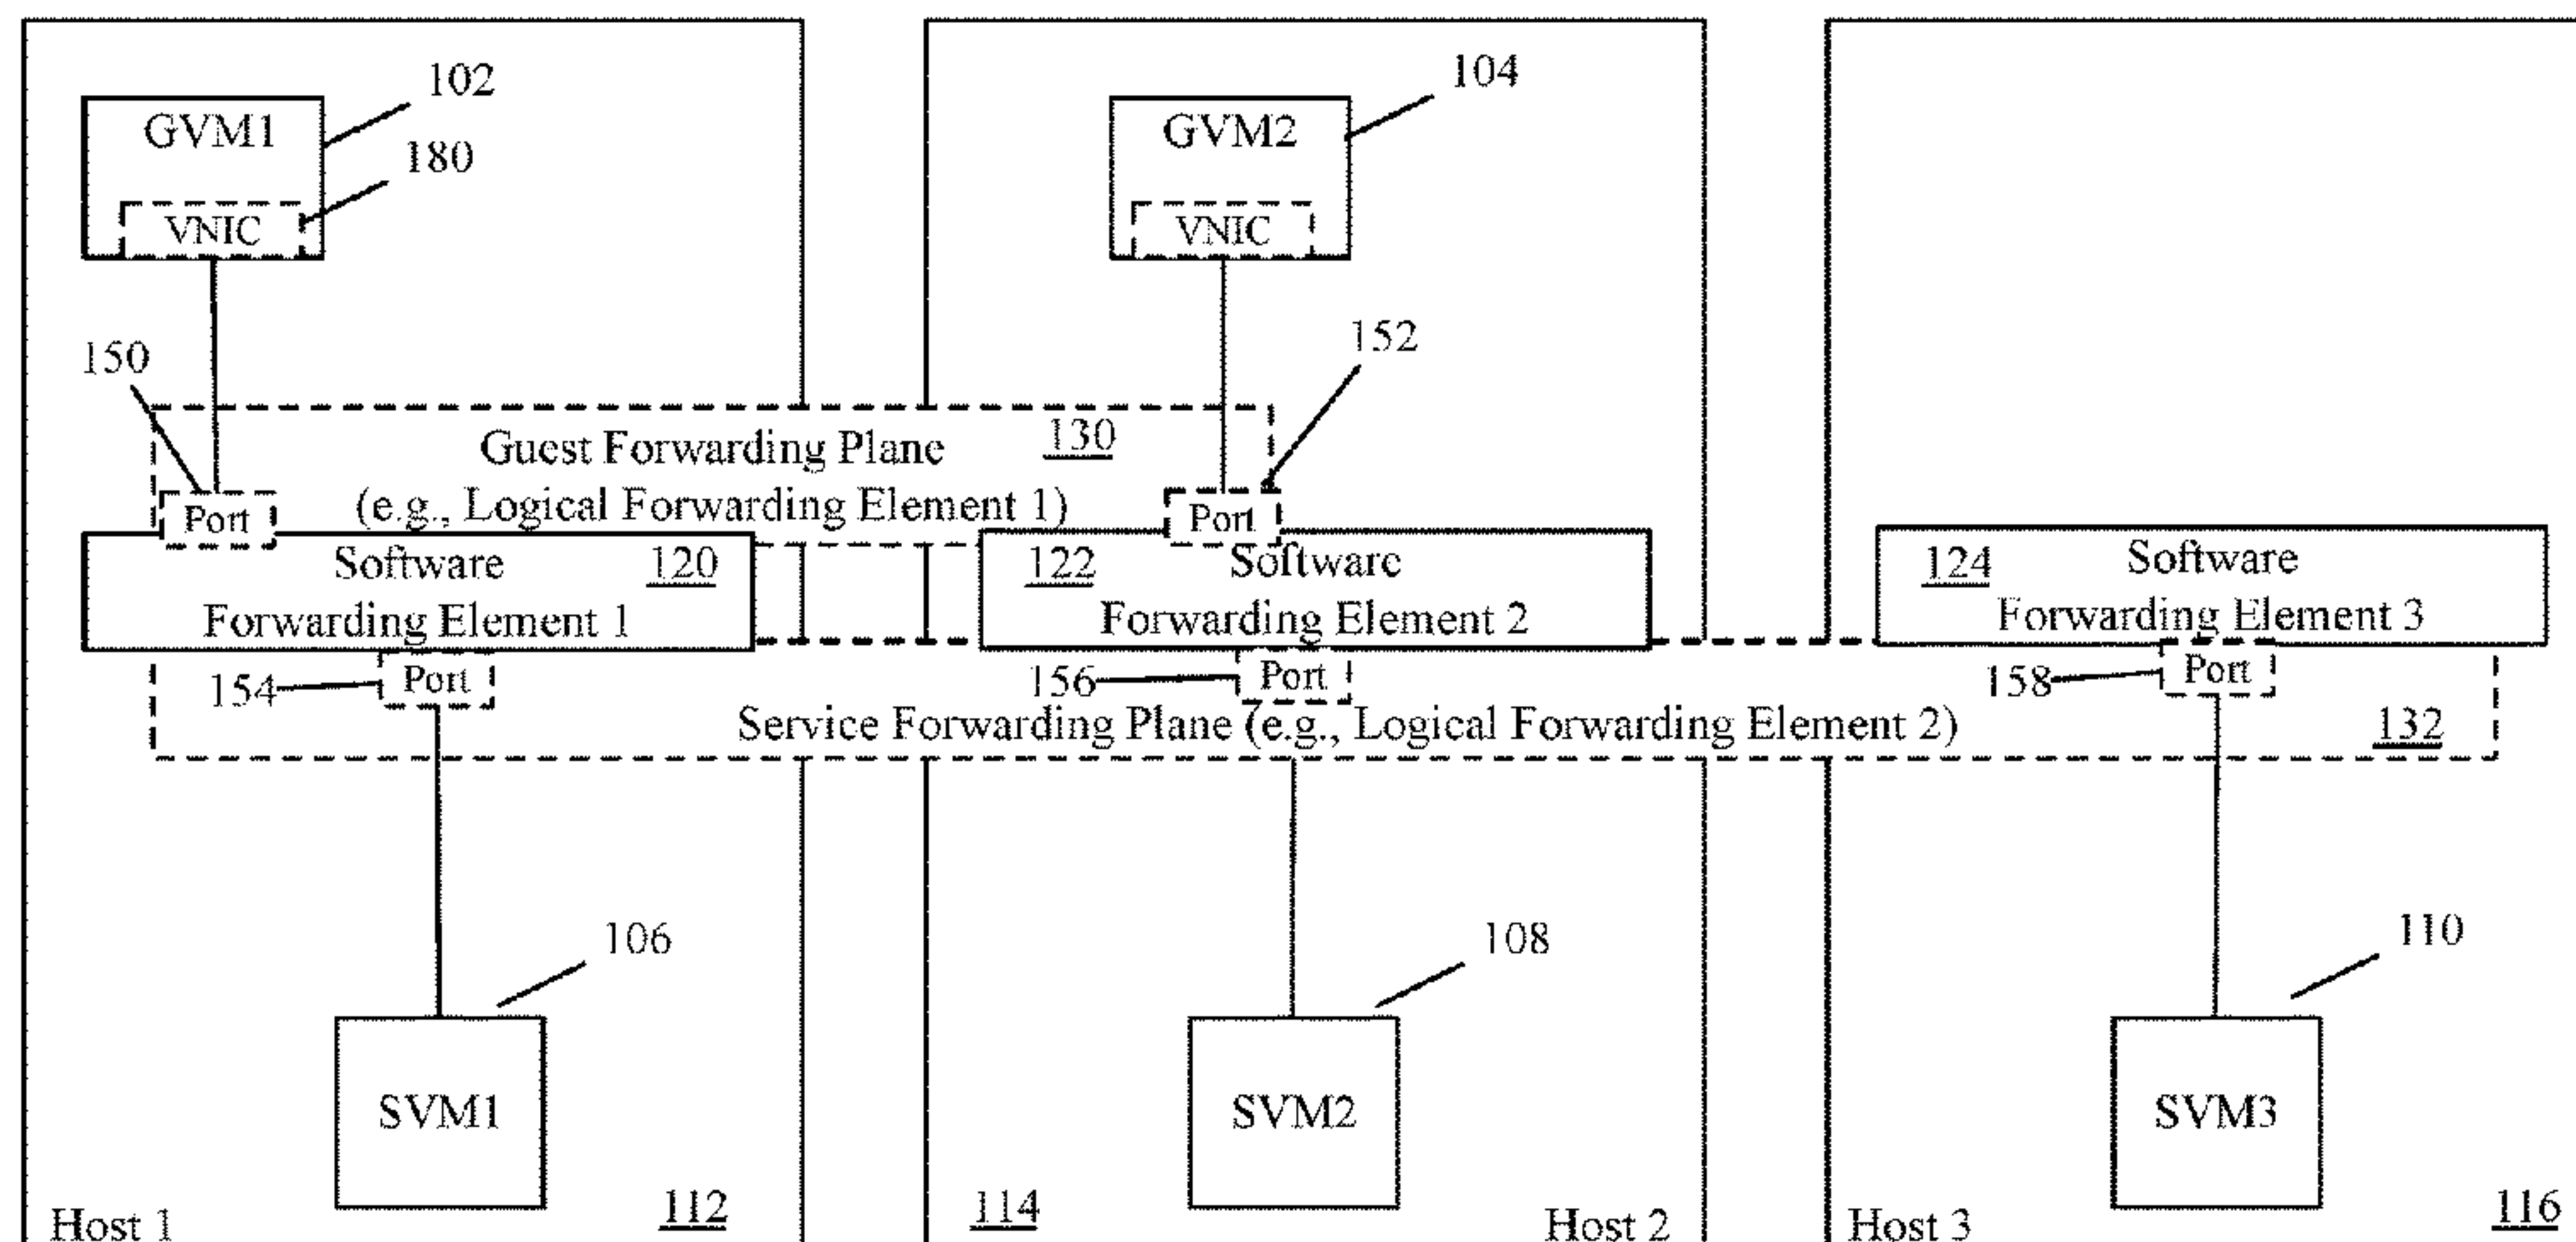 102
GVM1
180
VNIC
104
GVM2
VNIC
150
152
Guest Forwarding Plane
130
(e.g., Logical Forwarding Element 1)
Port
Port
Software
120
Forwarding Element 1
122
Software
Forwarding Element 2
124
Software
Forwarding Element 3
154
Port
156
Port
158
Port
Service Forwarding Plane (e.g., Logical Forwarding Element 2)
132
106
108
110
SVM1
SVM2
SVM3
Host 1
112
114
Host 2
Host 3
116